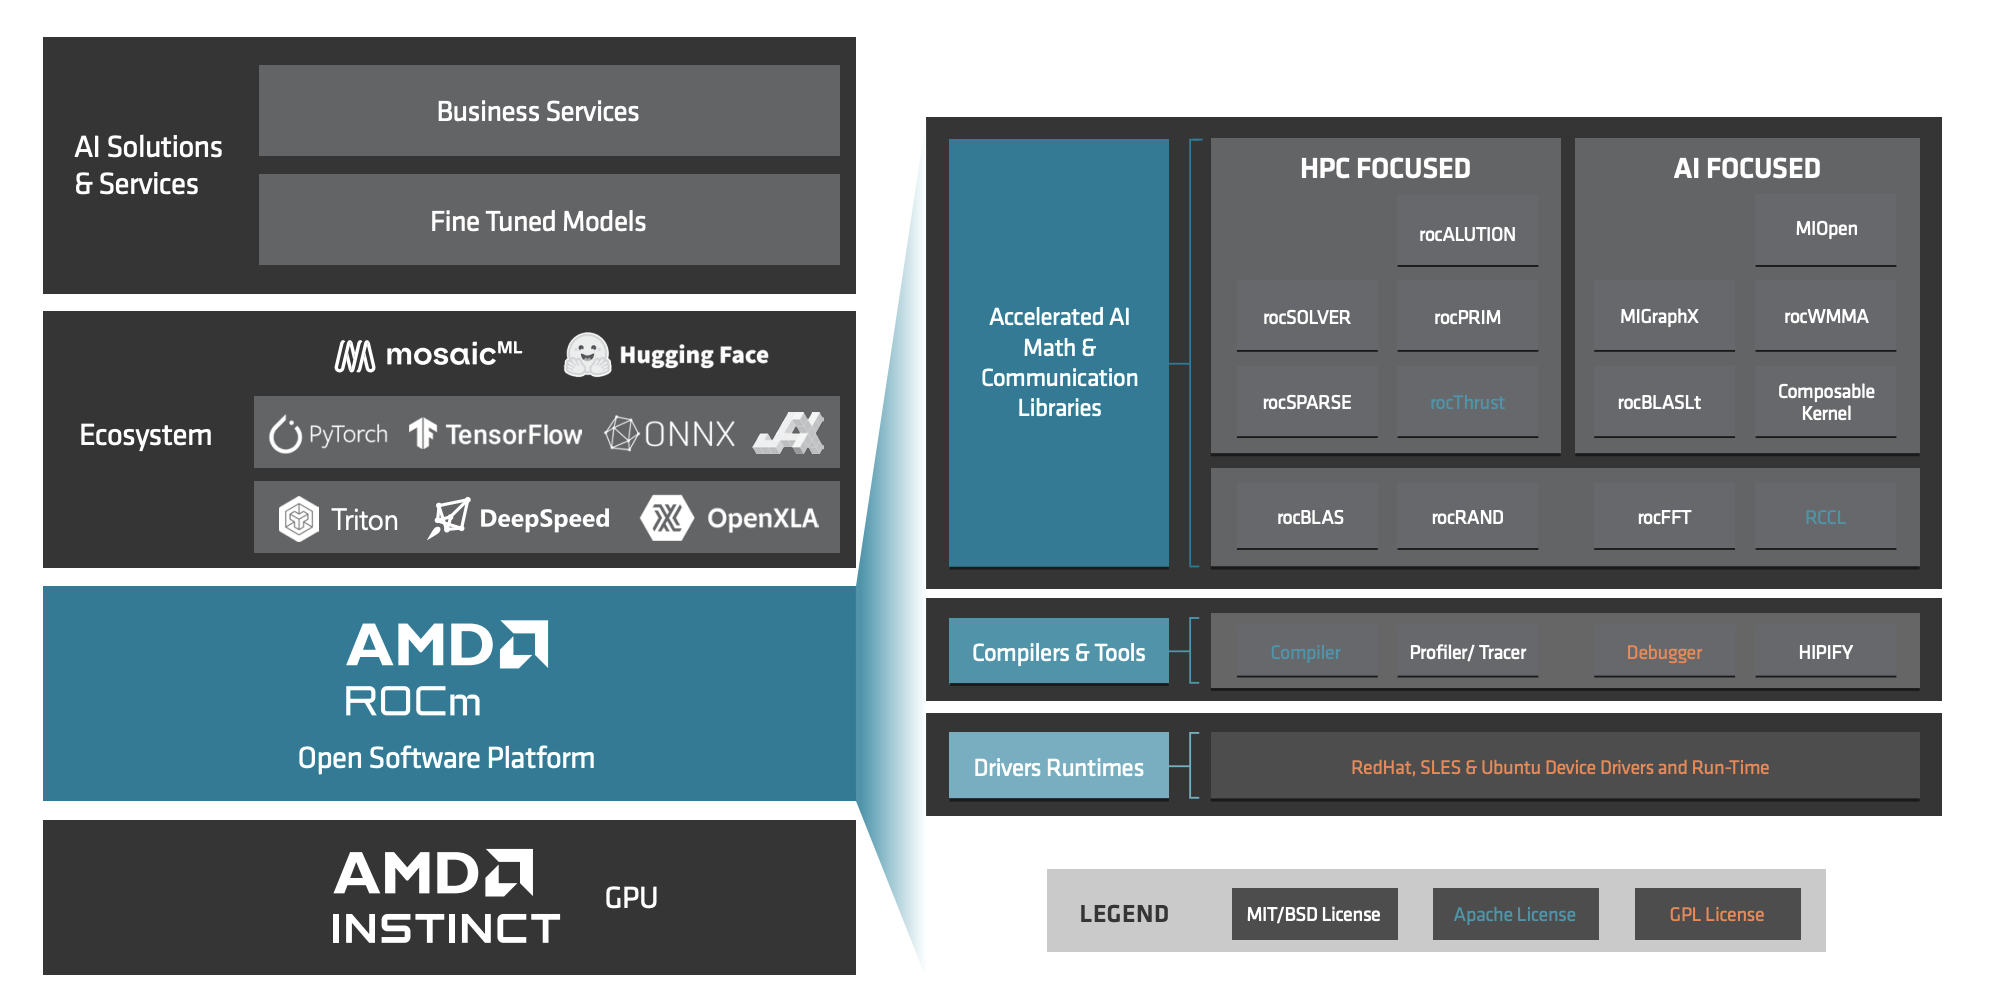 AI Solutions
& Services
Business Services
Fine Tuned Models
Ecosystem
mosaicML
Hugging Face
PyTorch
TensorFlow
ONNX
JAX
Triton
DeepSpeed
OpenXLA
AMD
ROCm
Open Software Platform
AMD
INSTINCT
GPU
Accelerated AI
Math &
Communication
Libraries
HPC FOCUSED
rocALUTION
rocSOLVER
rocPRIM
rocSPARSE
rocThrust
AI FOCUSED
MIOpen
MIGraphX
rocWMMA
rocBLASLt
Composable
Kernel
rocBLAS
rocRAND
rocFFT
RCCL
Compilers & Tools
Compiler
Profiler/ Tracer
Debugger
HIPIFY
Drivers Runtimes
RedHat, SLES & Ubuntu Device Drivers and Run-Time
LEGEND
MIT/BSD License
Apache License
GPL License